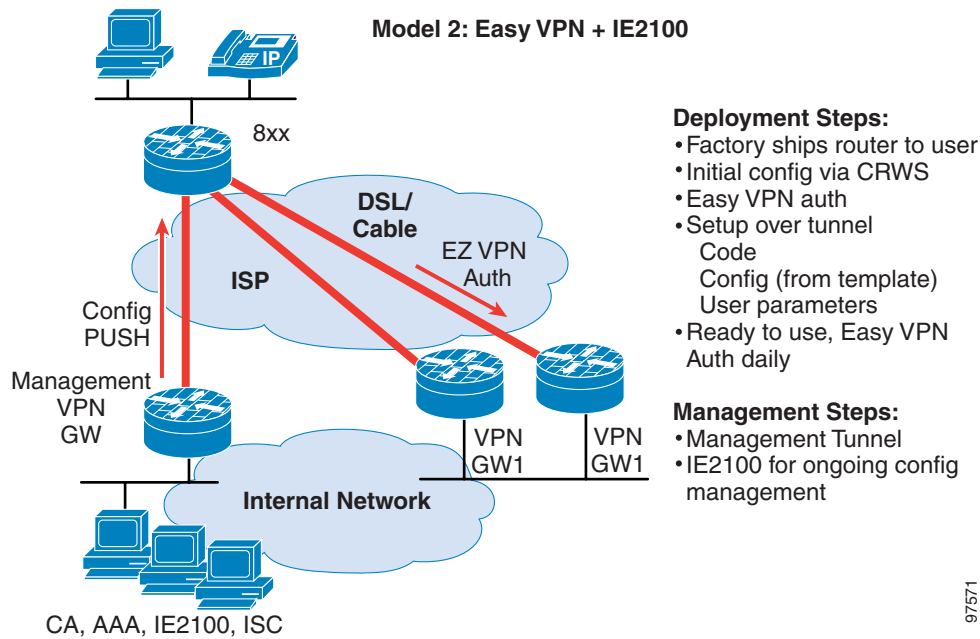 Model 2: Easy VPN + IE2100
IP
8xx
DSL/
Cable
EZ VPN
Auth
ISP
Config
PUSH
Management
VPN
GW
VPN
GW1
VPN
GW1
Internal Network
CA, AAA, IE2100, ISC
Deployment Steps:
• Factory ships router to user
• Initial config via CRWS
• Easy VPN auth
• Setup over tunnel
Code
Config (from template)
User parameters
• Ready to use, Easy VPN
Auth daily
Management Steps:
• Management Tunnel
• IE2100 for ongoing config
management
97571